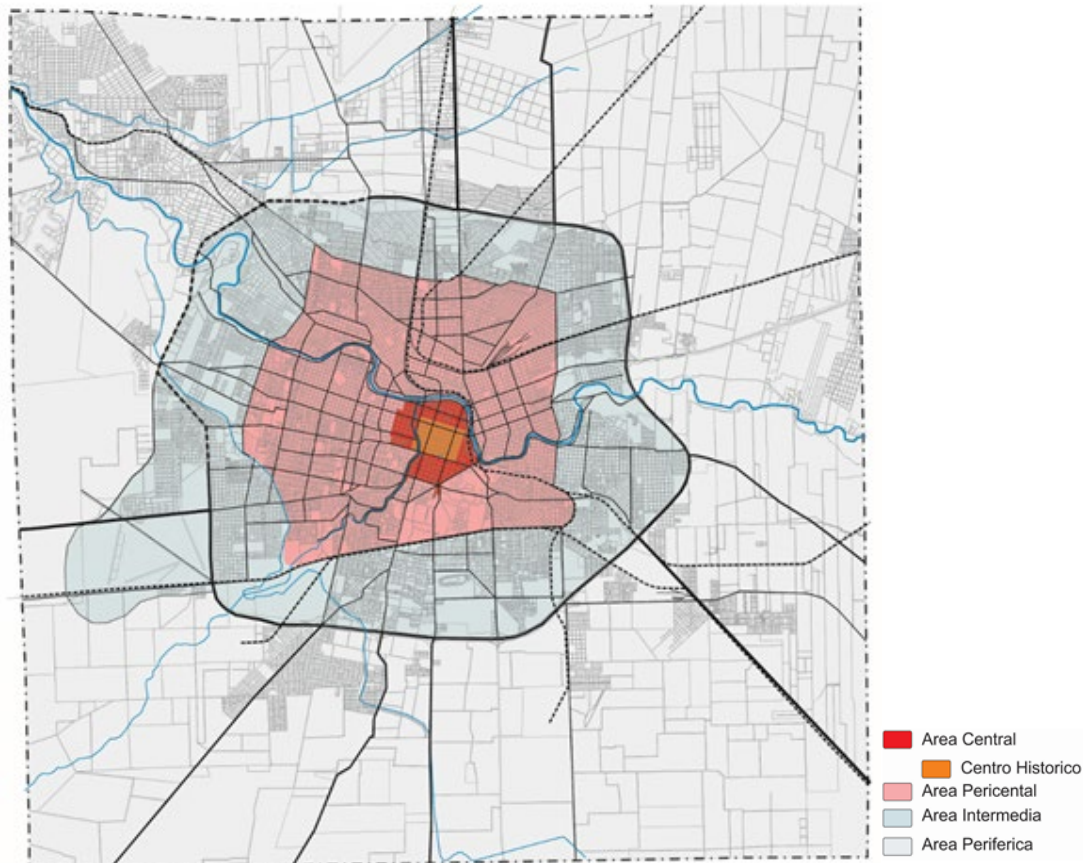 Area Central
Centro Historico
Area Pericental
Area Intermedia
Area Periferica